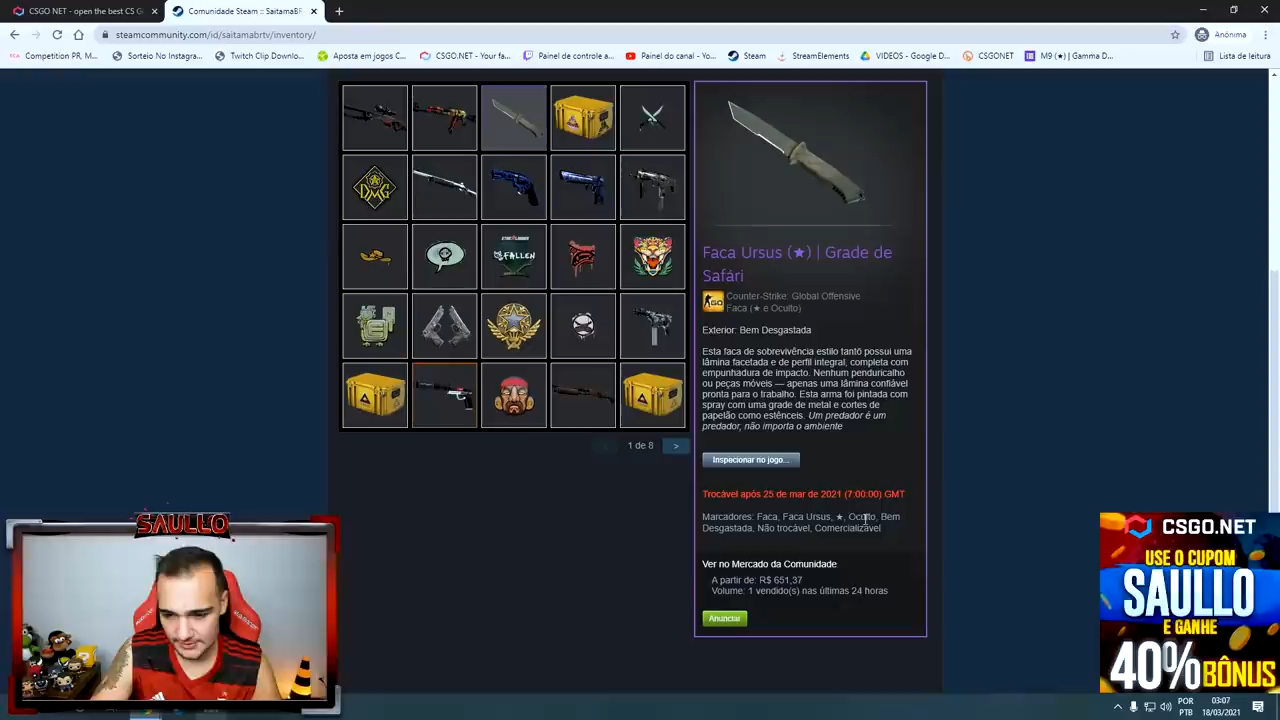 CSGO NET - open the best CS G
Comunidade Steam :: SaitamaBF
steamcommunity.com/id/saitamabrtv/inventory/
Anônima
Competition PR, M...
Sorteio No Instagra...
Twitch Clip Downlo...
Aposta em jogos C...
CSGO.NET - Your fa...
Painel de controle a...
Painel do canal - Yo...
Steam
StreamElements
VIDEOS - Google D...
CSGONET
M9 (★) | Gamma D...
Lista de leitura
DMG
FALLEN
1 de 8
>
Faca Ursus (★) | Grade de
Safári
GO
Counter-Strike: Global Offensive
Faca (★ e Oculto)
Exterior: Bem Desgastada
Esta faca de sobrevivência estilo tantō possui uma
lâmina facetada e de perfil integral, completa com
empunhadura de impacto. Nenhum penduricalho
ou peças móveis — apenas uma lâmina confiável
pronta para o trabalho. Esta arma foi pintada com
spray com uma grade de metal e cortes de
papelão como estênceis. Um predador é um
predador, não importa o ambiente
Inspecionar no jogo...
Trocável após 25 de mar de 2021 (7:00:00) GMT
Marcadores: Faca, Faca Ursus, ★, Oculto, Bem
Desgastada, Não trocável, Comercializável
Ver no Mercado da Comunidade
A partir de: R$ 651,37
Volume: 1 vendido(s) nas últimas 24 horas
Anunciar
SAULLO
CSGO.NET
USE O CUPOM
SAULLO
E GANHE
40% BÔNUS
POR
PTB
03:07
18/03/2021